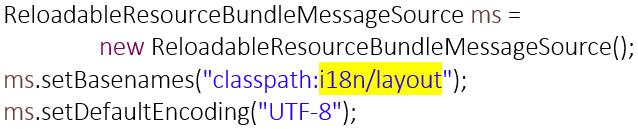 ReloadableResourceBundleMessageSource ms =
new ReloadableResourceBundleMessageSource();
ms.setBasenames("classpath:i18n/layout");
ms.setDefaultEncoding("UTF-8");